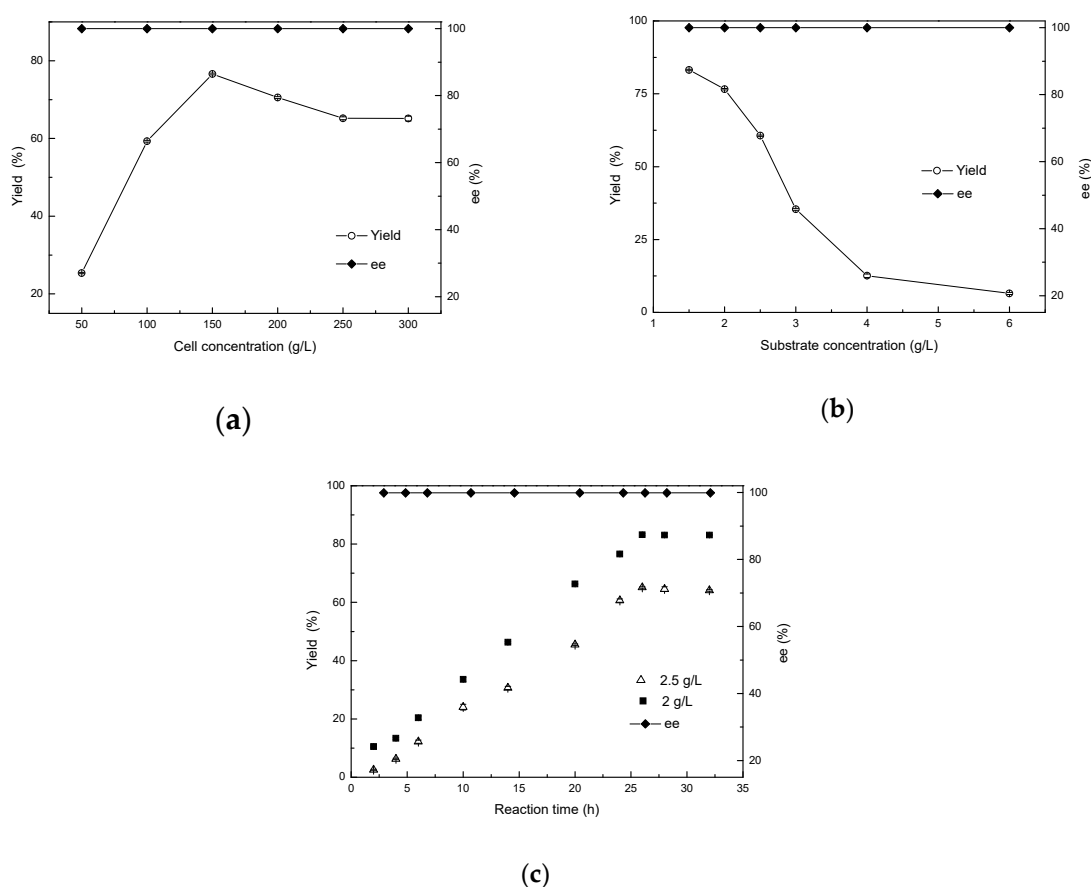 100
80
80
60
60
40
40
20
20
50
100
150
200
250
300
Yield (%)
ee (%)
Yield
ee
Cell concentration (g/L)
(a)
100
100
75
80
50
60
40
25
20
0
1
2
3
4
5
6
Yield (%)
ee (%)
Yield
ee
Substrate concentration (g/L)
(b)
100
100
80
80
60
60
40
40
20
20
0
0
5
10
15
20
25
30
35
Yield (%)
ee (%)
2.5 g/L
2 g/L
ee
Reaction time (h)
(c)